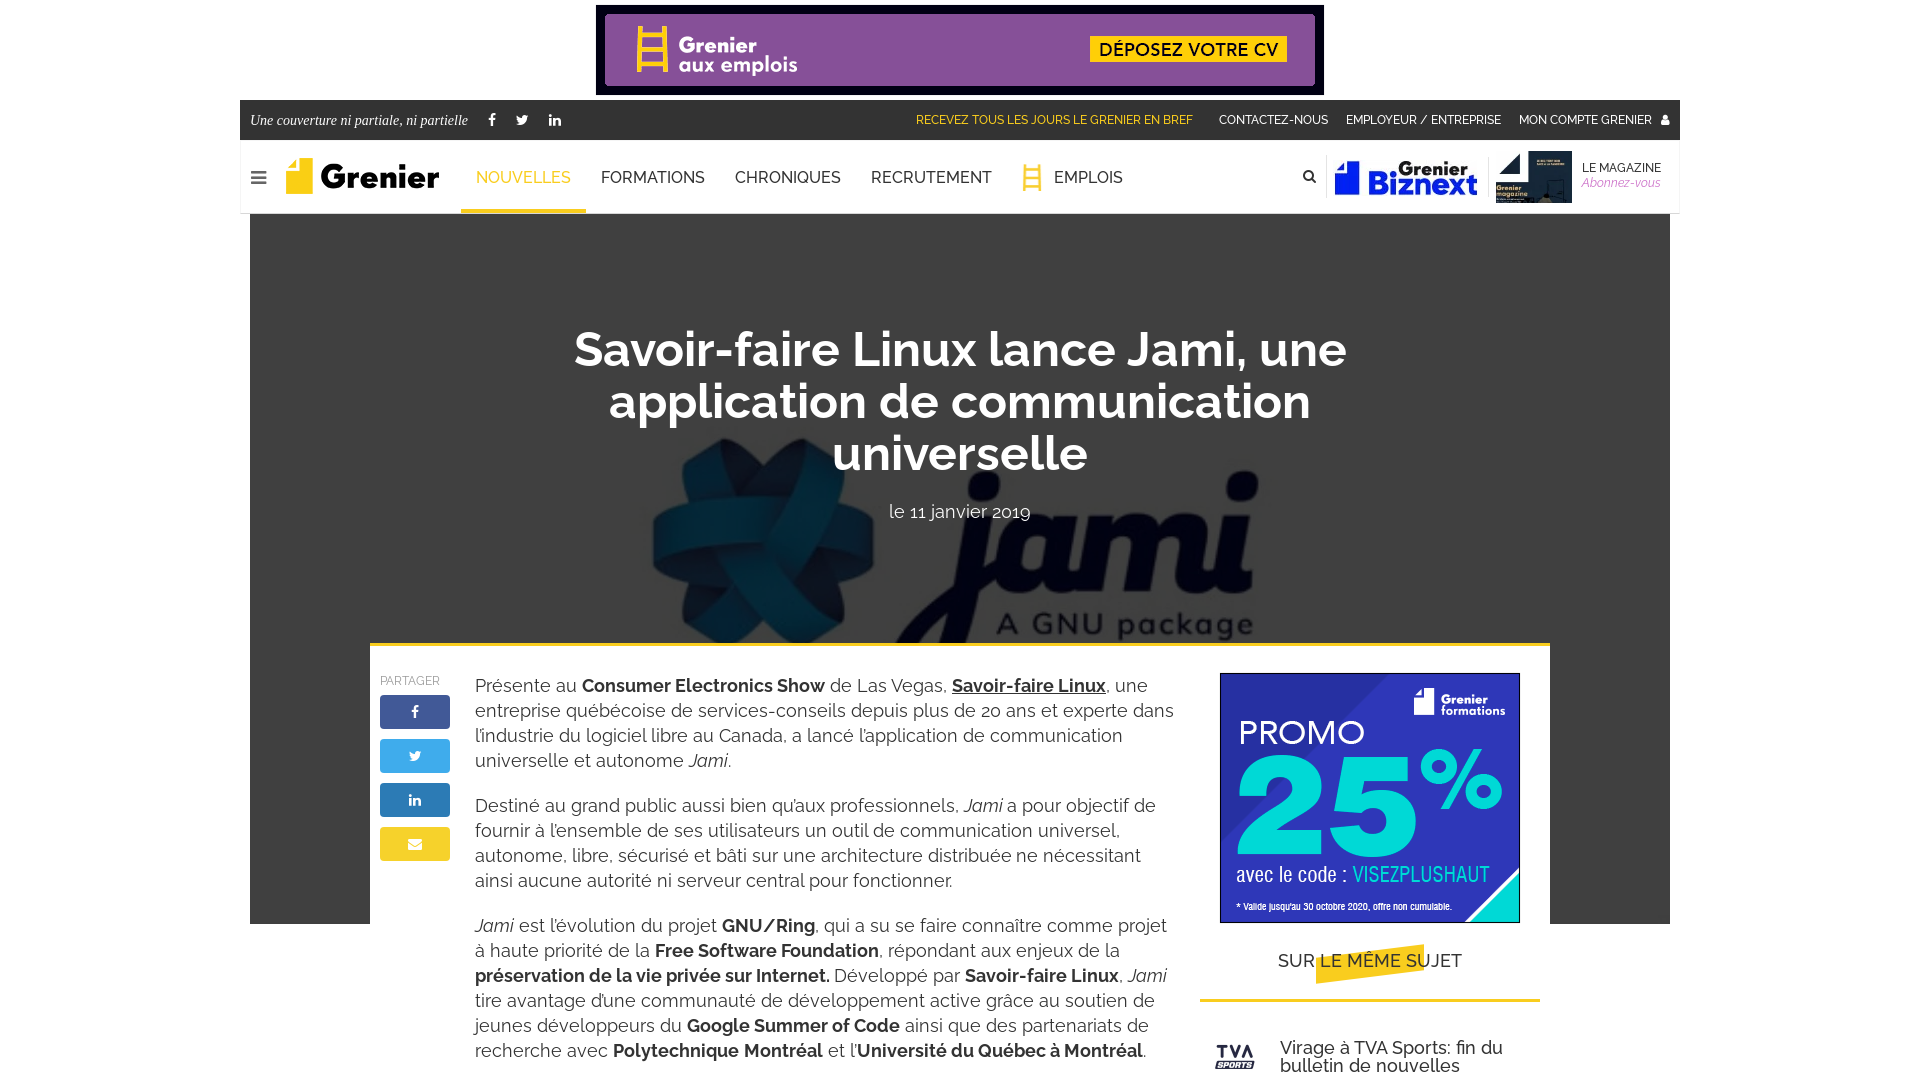 Grenier
aux emplois
DÉPOSEZ VOTRE CV
Une couverture ni partiale, ni partielle
RECEVEZ TOUS LES JOURS LE GRENIER EN BREF
CONTACTEZ-NOUS
EMPLOYEUR / ENTREPRISE
MON COMPTE GRENIER
Grenier
NOUVELLES
FORMATIONS
CHRONIQUES
RECRUTEMENT
EMPLOIS
Grenier
Biznext
Grenier
magazine
LE MAGAZINE
Abonnez-vous
Savoir-faire Linux lance Jami, une
application de communication
universelle
le 11 janvier 2019
jami
A GNU package
PARTAGER
Présente au Consumer Electronics Show de Las Vegas, Savoir-faire Linux, une
entreprise québécoise de services-conseils depuis plus de 20 ans et experte dans
l’industrie du logiciel libre au Canada, a lancé l’application de communication
universelle et autonome Jami.
Destiné au grand public aussi bien qu’aux professionnels, Jami a pour objectif de
fournir à l’ensemble de ses utilisateurs un outil de communication universel,
autonome, libre, sécurisé et bâti sur une architecture distribuée ne nécessitant
ainsi aucune autorité ni serveur central pour fonctionner.
Jami est l’évolution du projet GNU/Ring, qui a su se faire connaître comme projet
à haute priorité de la Free Software Foundation, répondant aux enjeux de la
préservation de la vie privée sur Internet. Développé par Savoir-faire Linux, Jami
tire avantage d’une communauté de développement active grâce au soutien de
jeunes développeurs du Google Summer of Code ainsi que des partenariats de
recherche avec Polytechnique Montréal et l’Université du Québec à Montréal.
Grenier
formations
PROMO
25%
avec le code : VISEZPLUSHAUT
* Valide jusqu'au 30 octobre 2020, offre non cumulable.
SUR LE MÊME SUJET
TVA
SPORTS
Virage à TVA Sports: fin du
bulletin de nouvelles